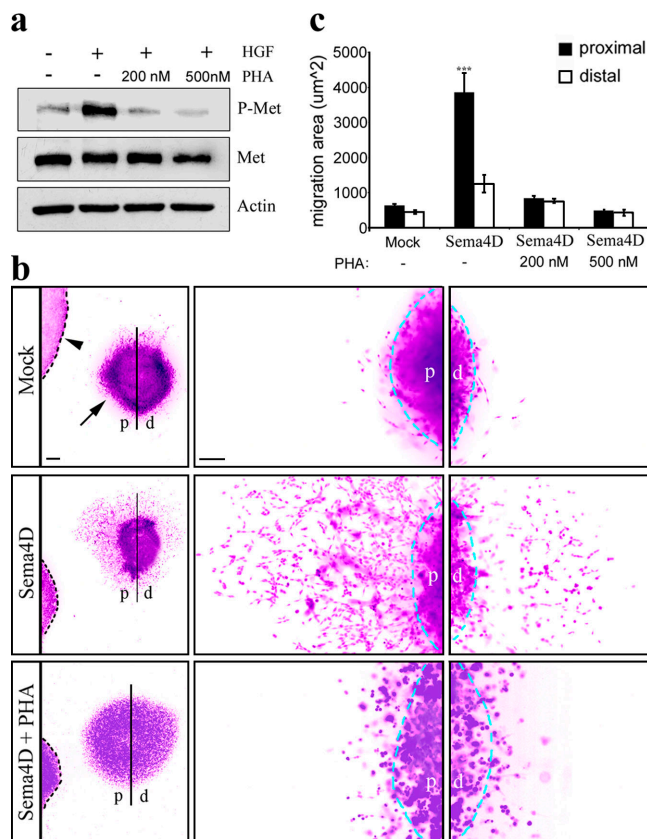 a
- + + + HGF
- - 200 nM 500nM PHA
P-Met
Met
Actin
c
migration area (um^2)
5000
4000
3000
2000
1000
0
***
proximal
distal
Mock Sema4D Sema4D Sema4D
PHA: - - 200 nM 500 nM
b
Mock
p d
p d
Sema4D
p d
p d
Sema4D + PHA
p d
p d